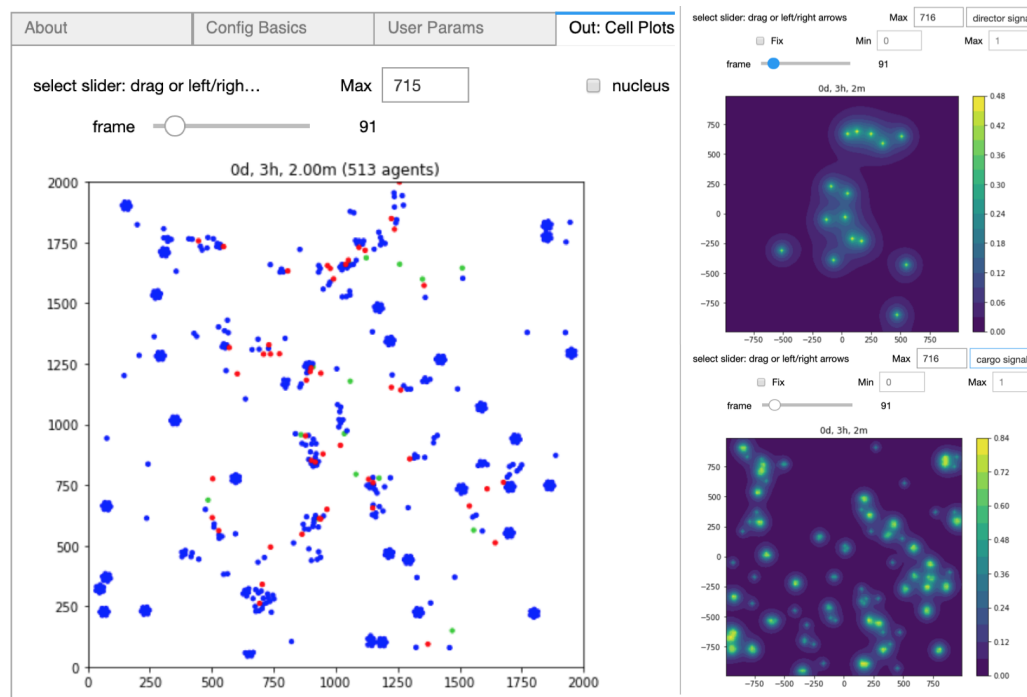 About Config Basics User Params Out: Cell Plots
select slider: drag or left/righ… Max 715 nucleus
frame 91
0d, 3h, 2.00m (513 agents)
2000
1750
1500
1250
1000
750
500
250
0
0 250 500 750 1000 1250 1500 1750 2000
select slider: drag or left/right arrows Max 716 director signa
Fix Min 0 Max 1
frame 91
0d, 3h, 2m
750
500
250
0
−250
−500
−750
−750 −500 −250 0 250 500 750
0.48
0.42
0.36
0.30
0.24
0.18
0.12
0.06
0.00
select slider: drag or left/right arrows Max 716 cargo signal
Fix Min 0 Max 1
frame 91
0d, 3h, 2m
750
500
250
0
−250
−500
−750
−750 −500 −250 0 250 500 750
0.84
0.72
0.60
0.48
0.36
0.24
0.12
0.00